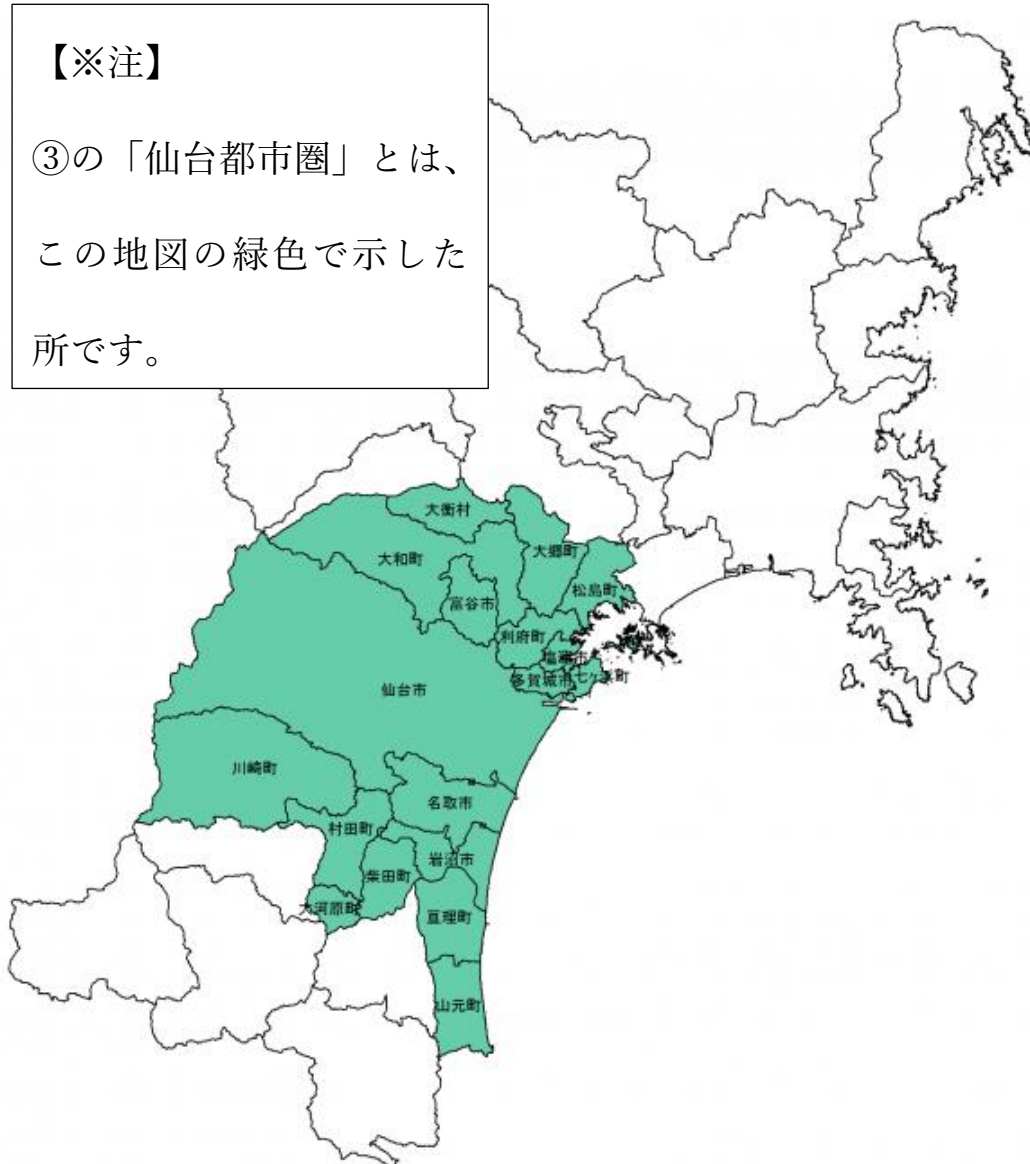 【※注】
③の「仙台都市圏」とは、
この地図の緑色で示した
所です。
大衡村
大郷町
大和町
松島町
富谷市
利府町
塩竈市
多賀城市
七ヶ浜町
仙台市
川崎町
名取市
村田町
岩沼市
柴田町
大河原町
亘理町
山元町